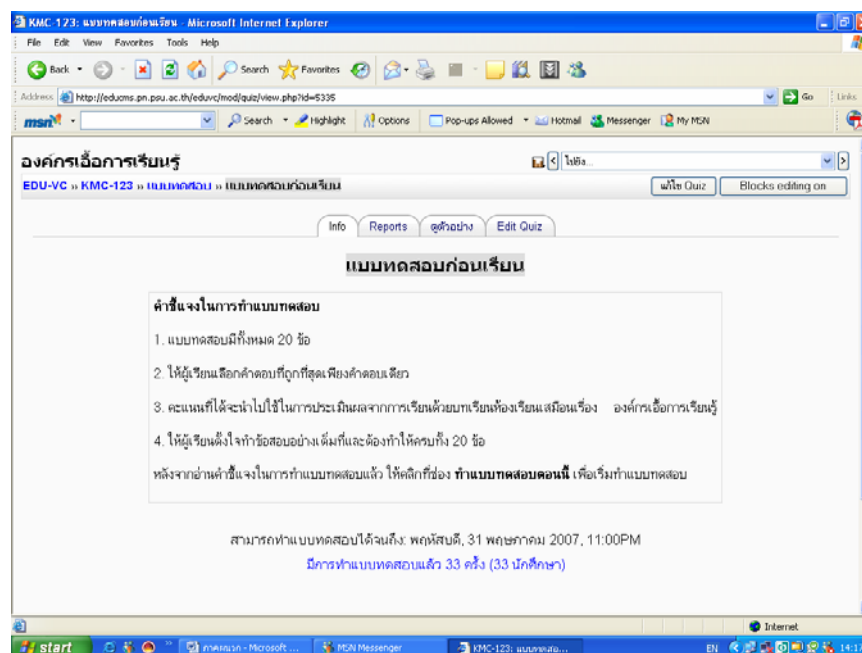 KMC-123: แบบทดสอบก่อนเรียน - Microsoft Internet Explorer
File Edit View Favorites Tools Help
Back Search Favorites
Address http://educms.pn.psu.ac.th/eduvc/mod/quiz/view.php?id=5335 Go Links
msn Search Highlight Options Pop-ups Allowed Hotmail Messenger My MSN
องค์กรเอื้อการเรียนรู้ ไปยัง...
EDU-VC » KMC-123 » แบบทดสอบ » แบบทดสอบก่อนเรียน แก้ไข Quiz Blocks editing on
Info Reports ดูตัวอย่าง Edit Quiz
แบบทดสอบก่อนเรียน
คำชี้แจงในการทำแบบทดสอบ
1. แบบทดสอบมีทั้งหมด 20 ข้อ
2. ให้ผู้เรียนเลือกคำตอบที่ถูกที่สุดเพียงคำตอบเดียว
3. คะแนนที่ได้จะนำไปใช้ในการประเมินผลจากการเรียนด้วยบทเรียนห้องเรียนเสมือนเรื่อง องค์กรเอื้อการเรียนรู้
4. ให้ผู้เรียนตั้งใจทำข้อสอบอย่างเต็มที่และต้องทำให้ครบทั้ง 20 ข้อ
หลังจากอ่านคำชี้แจงในการทำแบบทดสอบแล้ว ให้คลิกที่ช่อง ทำแบบทดสอบตอนนี้ เพื่อเริ่มทำแบบทดสอบ
สามารถทำแบบทดสอบได้จนถึง: พฤหัสบดี, 31 พฤษภาคม 2007, 11:00PM
มีการทำแบบทดสอบแล้ว 33 ครั้ง (33 นักศึกษา)
Internet
start ภาคผนวก - Microsoft ... MSN Messenger KMC-123: แบบทดสอ... EN